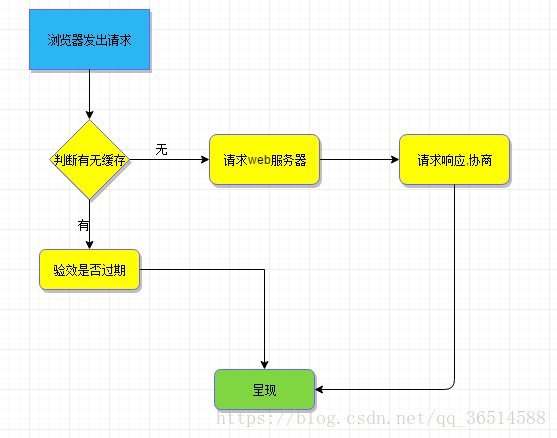 浏览器发出请求
判断有无缓存
无
请求web服务器
请求响应.协商
有
验效是否过期
呈现
https://blog.csdn.net/qq_36514588